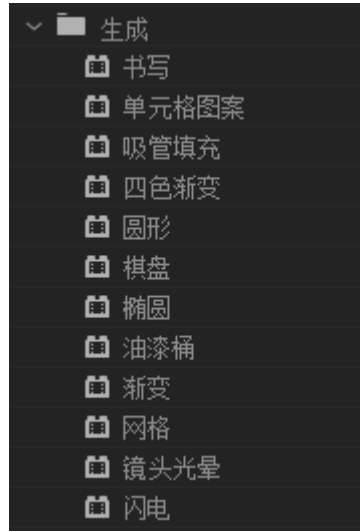 生成
书写
单元格图案
吸管填充
四色渐变
圆形
棋盘
椭圆
油漆桶
渐变
网格
镜头光晕
闪电